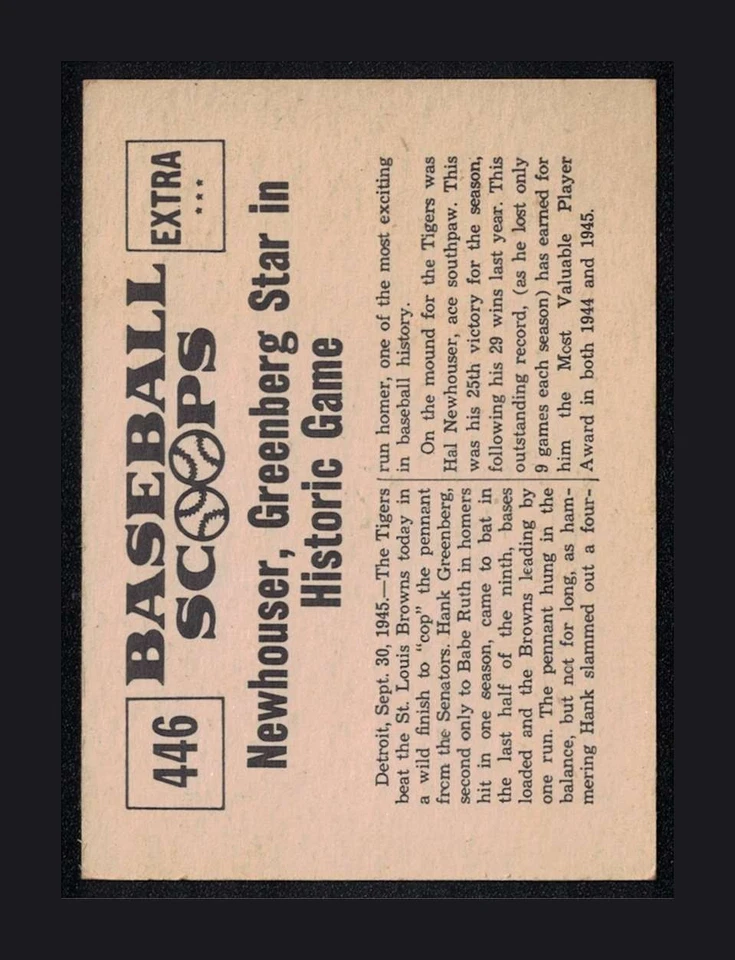 446
BASEBALL
SCOOPS
EXTRA
***
Newhouser, Greenberg Star in
Historic Game
Detroit, Sept. 30, 1945.—The Tigers
beat the St. Louis Browns today in
a wild finish to "cop" the pennant
from the Senators. Hank Greenberg,
second only to Babe Ruth in homers
hit in one season, came to bat in
the last half of the ninth, bases
loaded and the Browns leading by
one run. The pennant hung in the
balance, but not for long, as ham-
mering Hank slammed out a four-
run homer, one of the most exciting
in baseball history.
On the mound for the Tigers was
Hal Newhouser, ace southpaw. This
was his 25th victory for the season,
following his 29 wins last year. This
outstanding record, (as he lost only
9 games each season) has earned for
him the Most Valuable Player
Award in both 1944 and 1945.